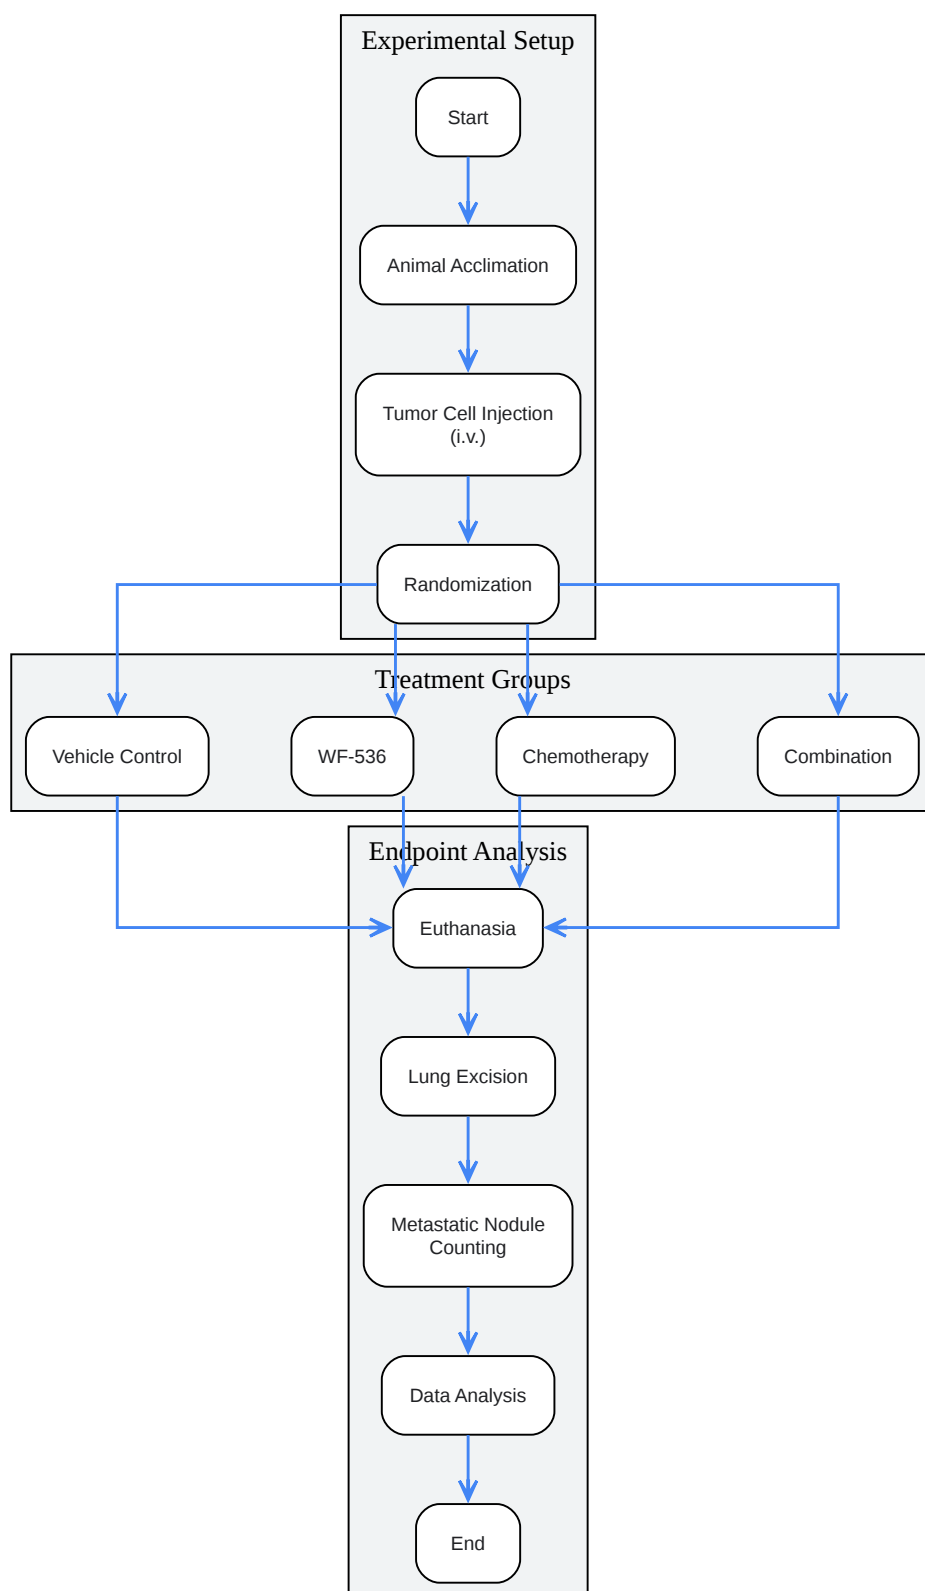 Experimental Setup
Start
Animal Acclimation
Tumor Cell Injection
(i.v.)
Randomization
Treatment Groups
Vehicle Control
WF-536
Chemotherapy
Combination
Endpoint Analysis
Euthanasia
Lung Excision
Metastatic Nodule
Counting
Data Analysis
End